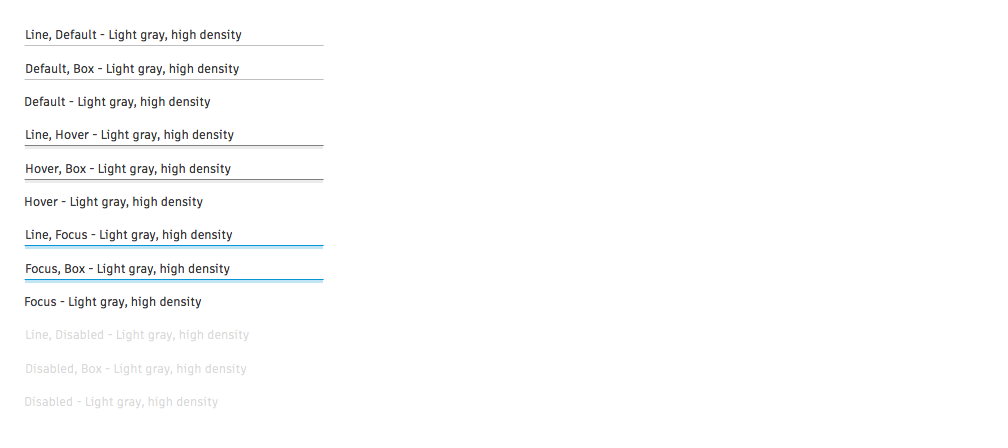 Line, Default - Light gray, high density
Default, Box - Light gray, high density
Default - Light gray, high density
Line, Hover - Light gray, high density
Hover, Box - Light gray, high density
Hover - Light gray, high density
Line, Focus - Light gray, high density
Focus, Box - Light gray, high density
Focus - Light gray, high density
Line, Disabled - Light gray, high density
Disabled, Box - Light gray, high density
Disabled - Light gray, high density